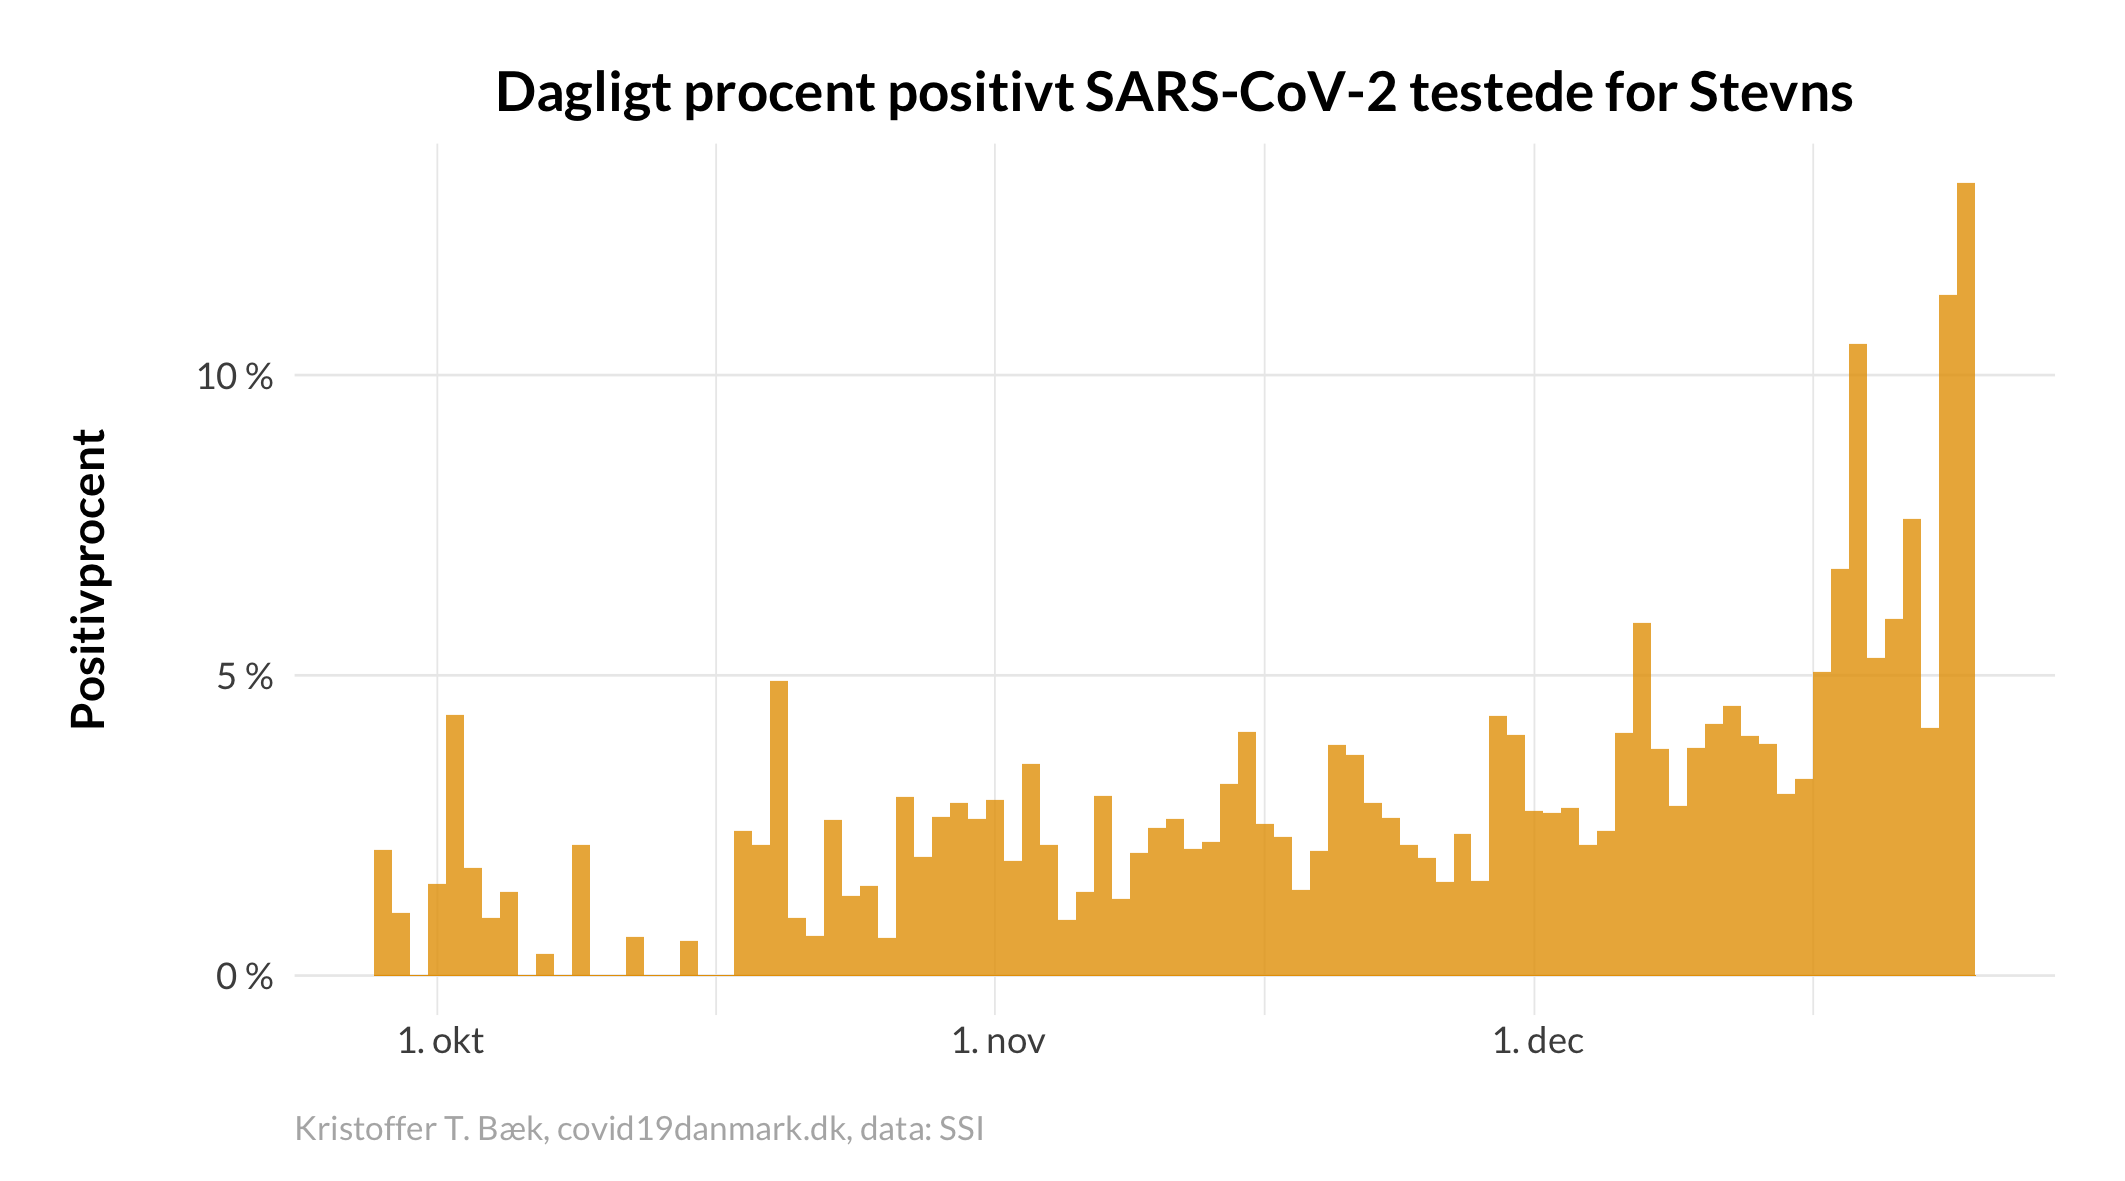 Dagligt procent positivt SARS-CoV-2 testede for Stevns
Positivprocent
10 %
5 %
0 %
1. okt
1. nov
1. dec
Kristoffer T. Bæk, covid19danmark.dk, data: SSI